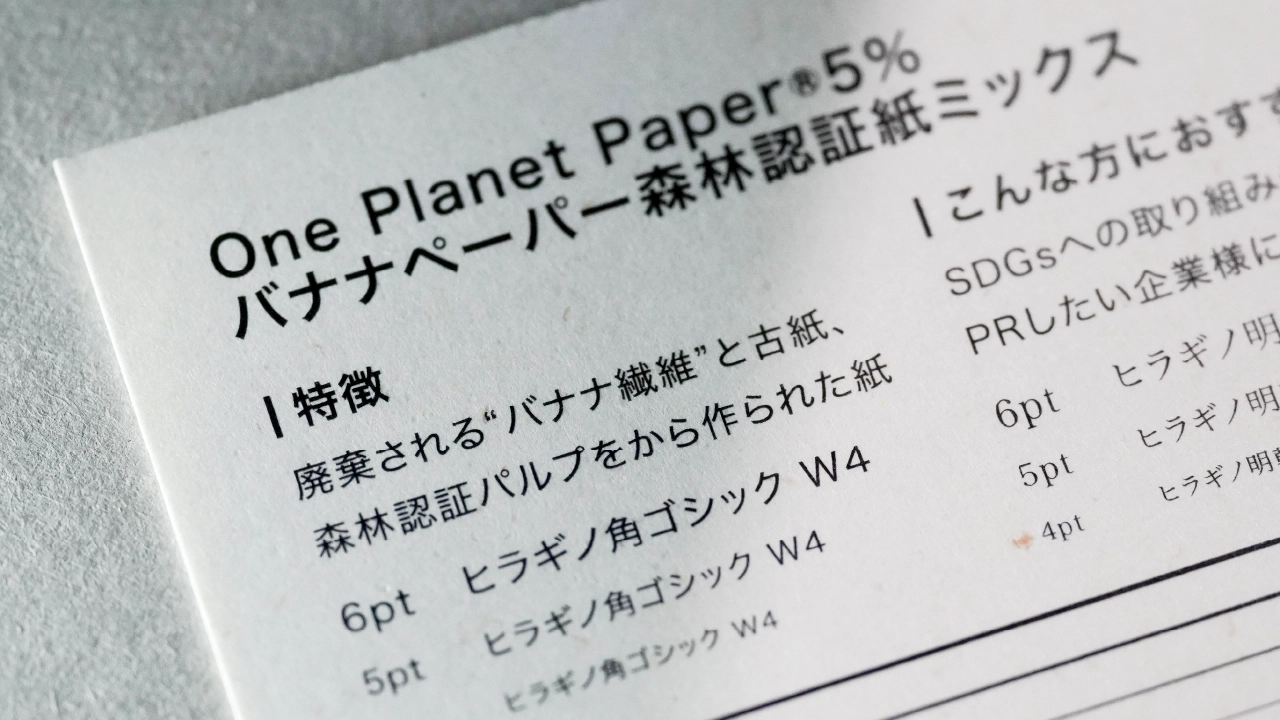 One Planet Paper®5%
バナナペーパー森林認証紙ミックス
特徴
廃棄される“バナナ繊維”と古紙、
森林認証パルプをから作られた紙
6pt ヒラギノ角ゴシック W4
5pt ヒラギノ角ゴシック W4
ヒラギノ角ゴシック W4
こんな方におすす
SDGsへの取り組み
PRしたい企業様に
6pt ヒラギノ明
5pt ヒラギノ明
4pt ヒラギノ明朝